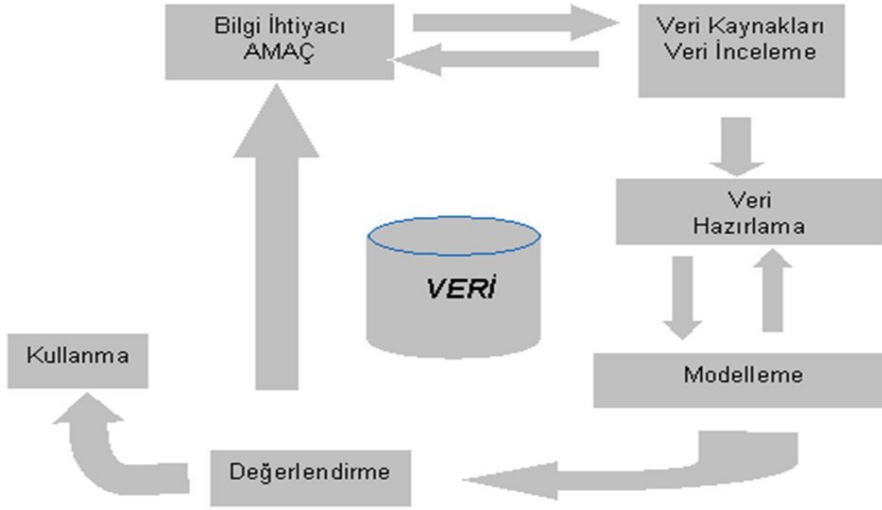 Bilgi İhtiyacı
AMAÇ
Veri Kaynakları
Veri İnceleme
Veri
Hazırlama
VERİ
Kullanma
Modelleme
Değerlendirme